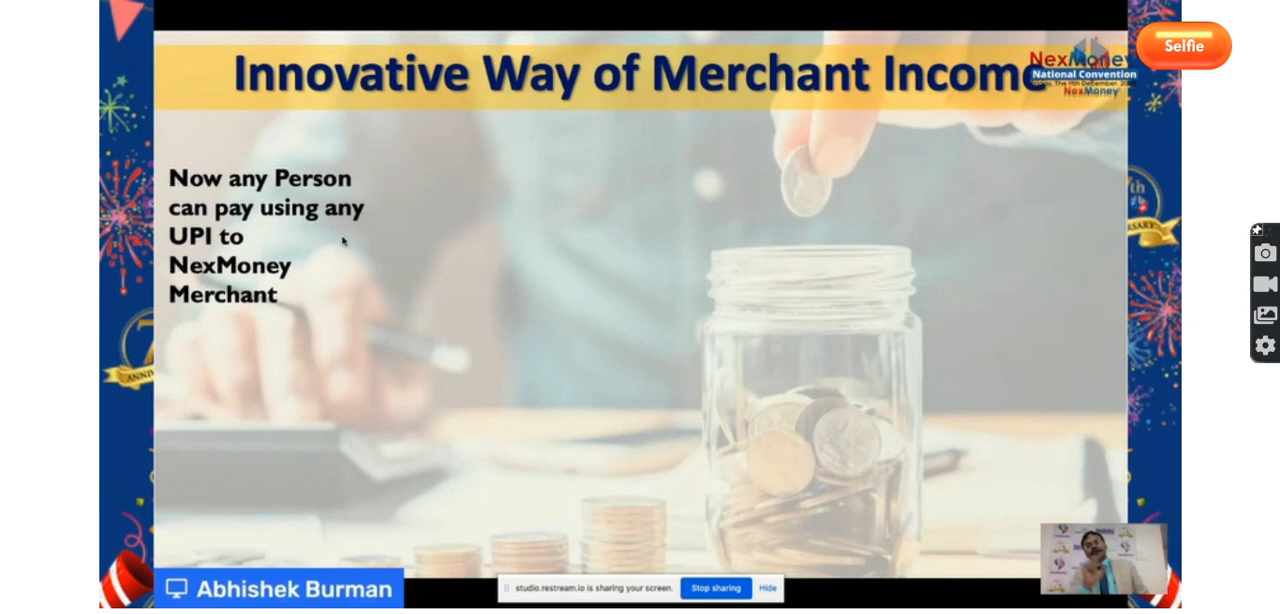 Innovative Way of Merchant Income
NexMoney
National Convention
NexMoney
Selfie
Now any Person
can pay using any
UPI to
NexMoney
Merchant
Abhishek Burman
studio.restream.io is sharing your screen.
Stop sharing
Hide